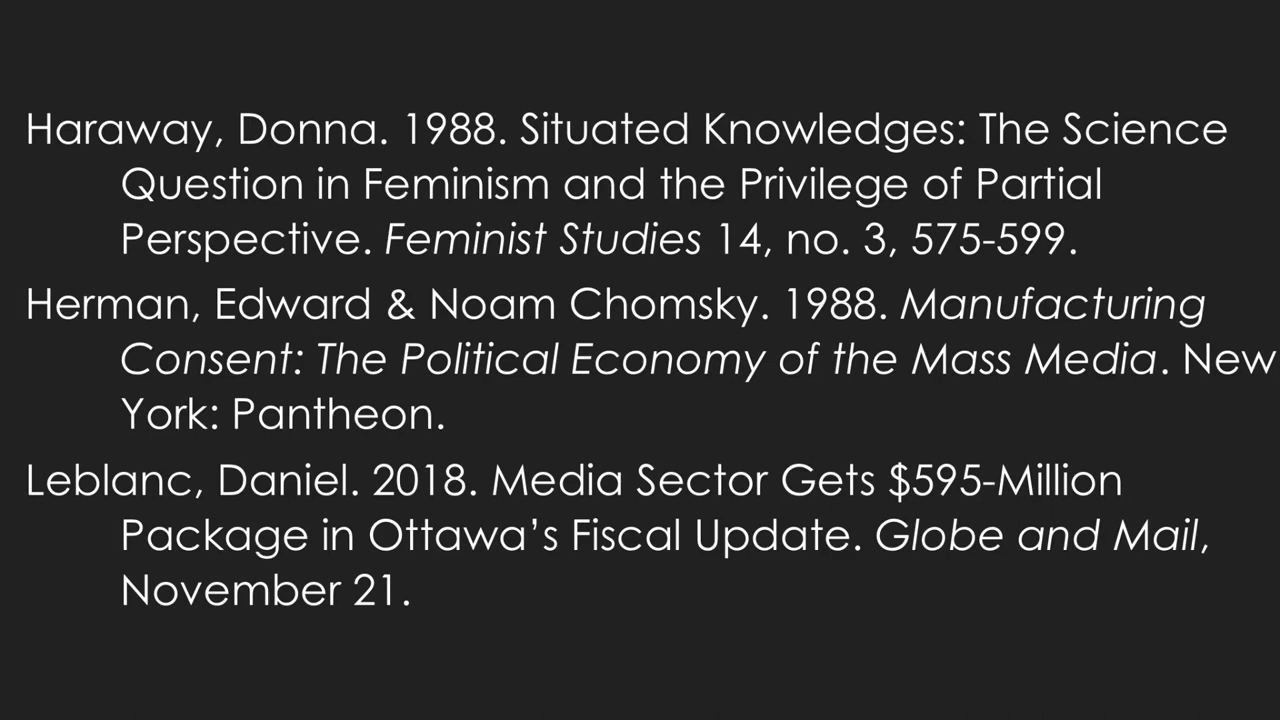 Haraway, Donna. 1988. Situated Knowledges: The Science
Question in Feminism and the Privilege of Partial
Perspective. Feminist Studies 14, no. 3, 575-599.
Herman, Edward & Noam Chomsky. 1988. Manufacturing
Consent: The Political Economy of the Mass Media. New
York: Pantheon.
Leblanc, Daniel. 2018. Media Sector Gets $595-Million
Package in Ottawa’s Fiscal Update. Globe and Mail,
November 21.